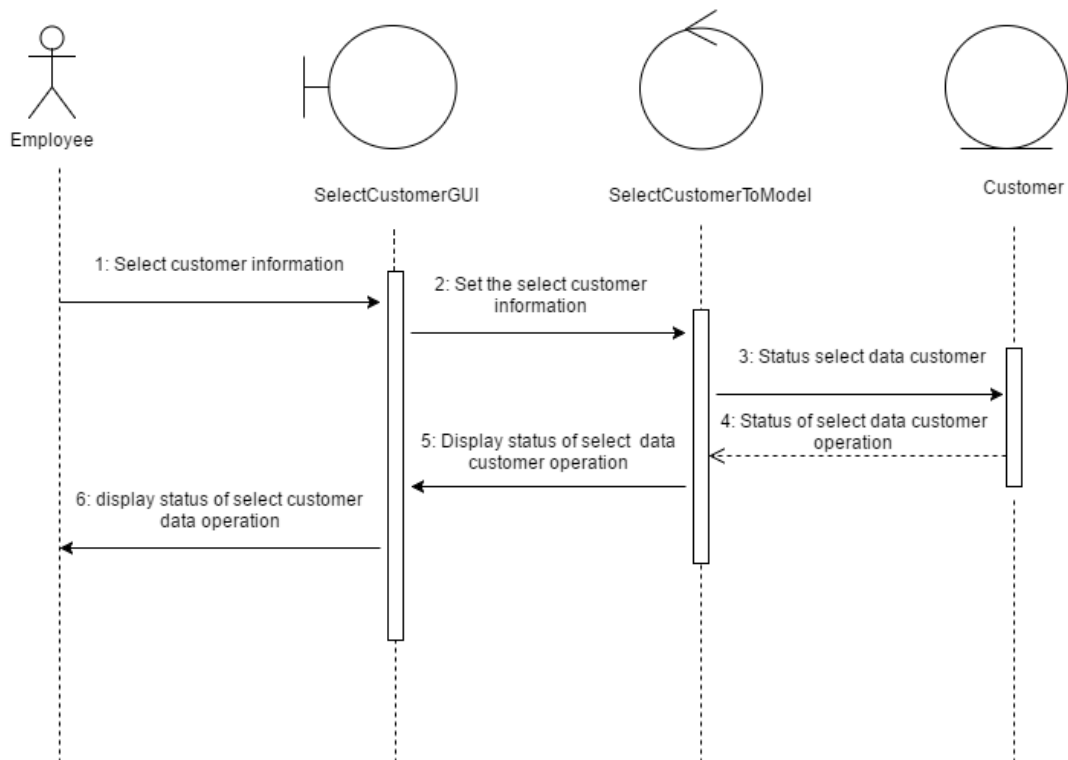 Employee
SelectCustomerGUI
SelectCustomerToModel
Customer
1: Select customer information
2: Set the select customer
information
3: Status select data customer
4: Status of select data customer
operation
5: Display status of select  data
customer operation
6: display status of select customer
data operation